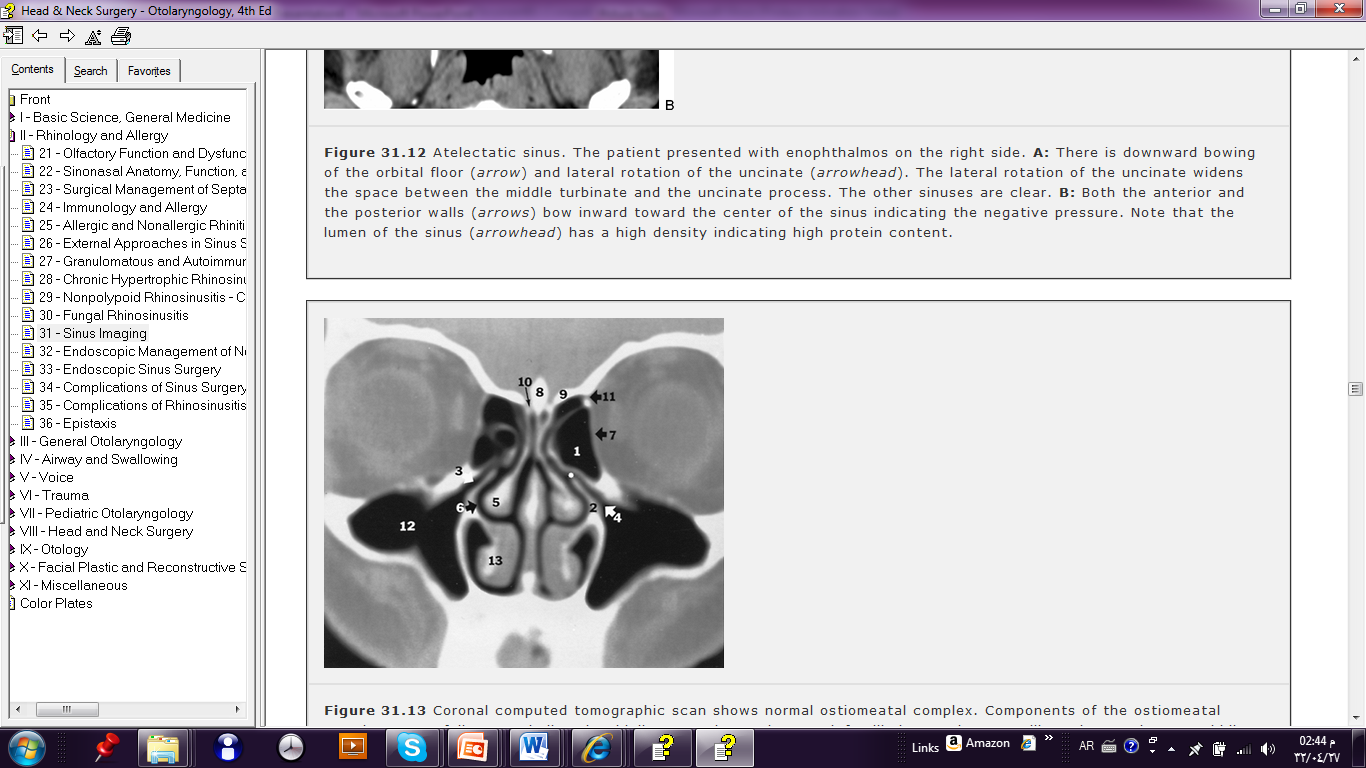 Head & Neck Surgery - Otolaryngology, 4th Ed
Contents
Search
Favorites
Front
I - Basic Science, General Medicine
II - Rhinology and Allergy
21 - Olfactory Function and Dysfunc
22 - Sinonasal Anatomy, Function, a
23 - Surgical Management of Septa
24 - Immunology and Allergy
25 - Allergic and Nonallergic Rhiniti
26 - External Approaches in Sinus S
27 - Granulomatous and Autoimmur
28 - Chronic Hypertrophic Rhinosinu
29 - Nonpolypoid Rhinosinusitis - C
30 - Fungal Rhinosinusitis
31 - Sinus Imaging
32 - Endoscopic Management of N
33 - Endoscopic Sinus Surgery
34 - Complications of Sinus Surgery
35 - Complications of Rhinosinusitis
36 - Epistaxis
III - General Otolaryngology
IV - Airway and Swallowing
V - Voice
VI - Trauma
VII - Pediatric Otolaryngology
VIII - Head and Neck Surgery
IX - Otology
X - Facial Plastic and Reconstructive S
XI - Miscellaneous
Color Plates
B
Figure 31.12 Atelectatic sinus. The patient presented with enophthalmos on the right side. A: There is downward bowing
of the orbital floor (arrow) and lateral rotation of the uncinate (arrowhead). The lateral rotation of the uncinate widens
the space between the middle turbinate and the uncinate process. The other sinuses are clear. B: Both the anterior and
the posterior walls (arrows) bow inward toward the center of the sinus indicating the negative pressure. Note that the
lumen of the sinus (arrowhead) has a high density indicating high protein content.
10
8
9
11
7
1
3
5
6
2
4
12
13
Figure 31.13 Coronal computed tomographic scan shows normal ostiomeatal complex. Components of the ostiomeatal
Links
Amazon
AR
02:44 م
٣٢/٠٤/٢٧